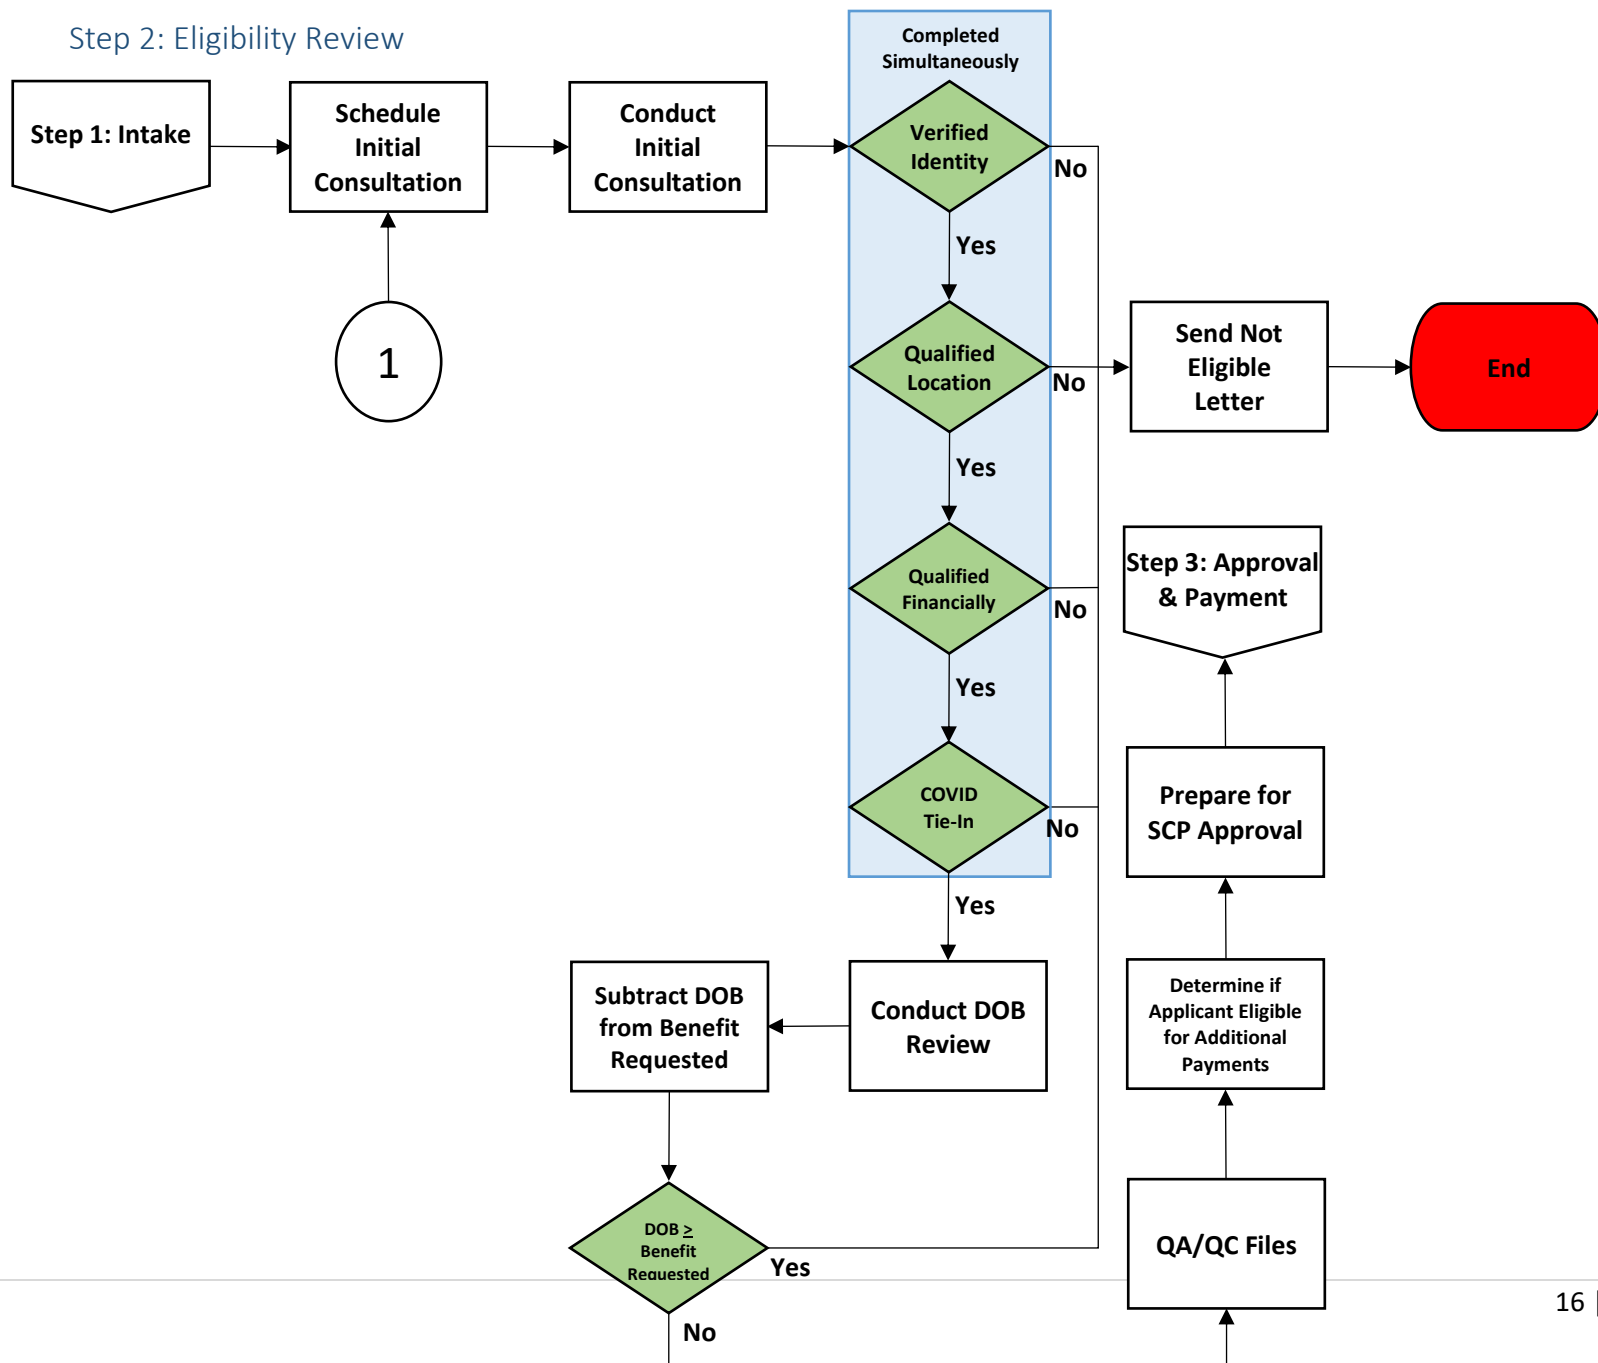 Step 2: Eligibility Review
Completed
Simultaneously
Step 1: Intake
Schedule
Initial
Consultation
Conduct
Initial
Consultation
Verified
Identity
No
Yes
1
Qualified
Location
No
Send Not
Eligible
Letter
End
Yes
Qualified
Financially
No
Step 3: Approval
& Payment
Yes
COVID
Tie-In
No
Prepare for
SCP Approval
Yes
Subtract DOB
from Benefit
Requested
Conduct DOB
Review
Determine if
Applicant Eligible
for Additional
Payments
DOB ≥
Benefit
Requested
Yes
QA/QC Files
No
16 |